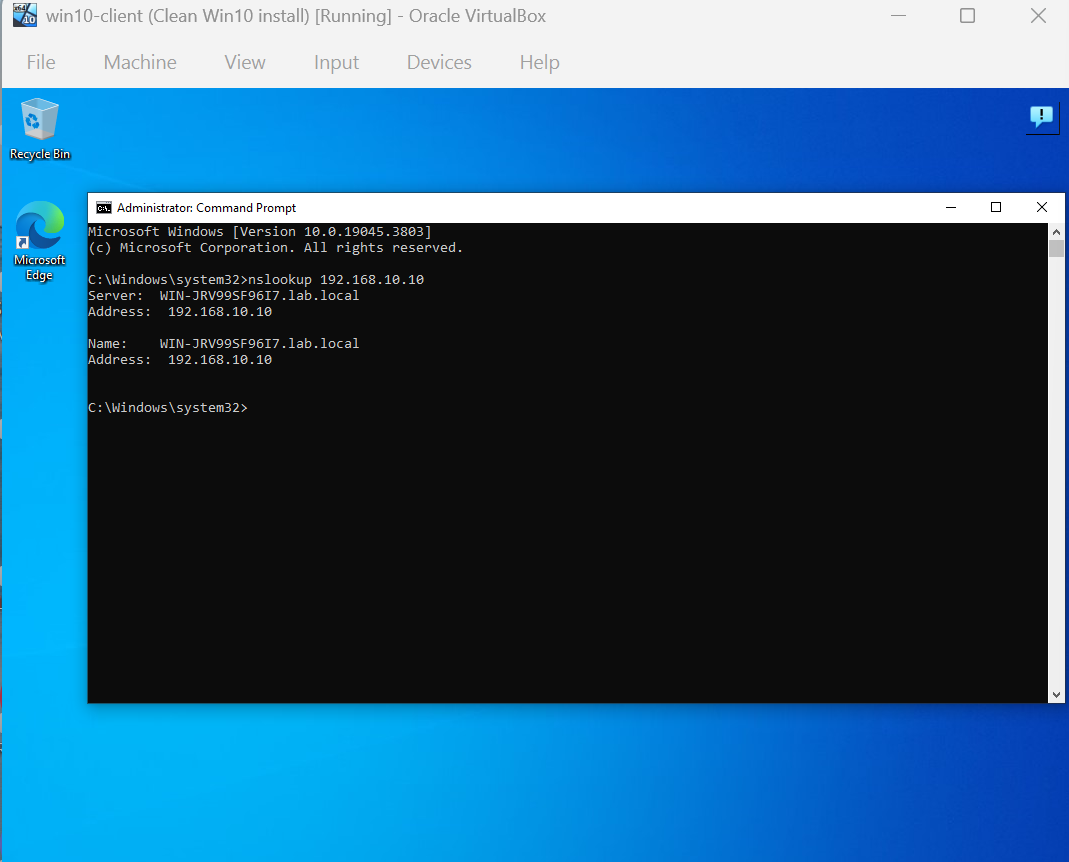 win10-client (Clean Win10 install) [Running] - Oracle VirtualBox
File Machine View Input Devices Help
Recycle Bin
Microsoft Edge
Administrator: Command Prompt
Microsoft Windows [Version 10.0.19045.3803]
(c) Microsoft Corporation. All rights reserved.
C:\Windows\system32>nslookup 192.168.10.10
Server:  WIN-JRV99SF96I7.lab.local
Address:  192.168.10.10
Name:    WIN-JRV99SF96I7.lab.local
Address:  192.168.10.10
C:\Windows\system32>